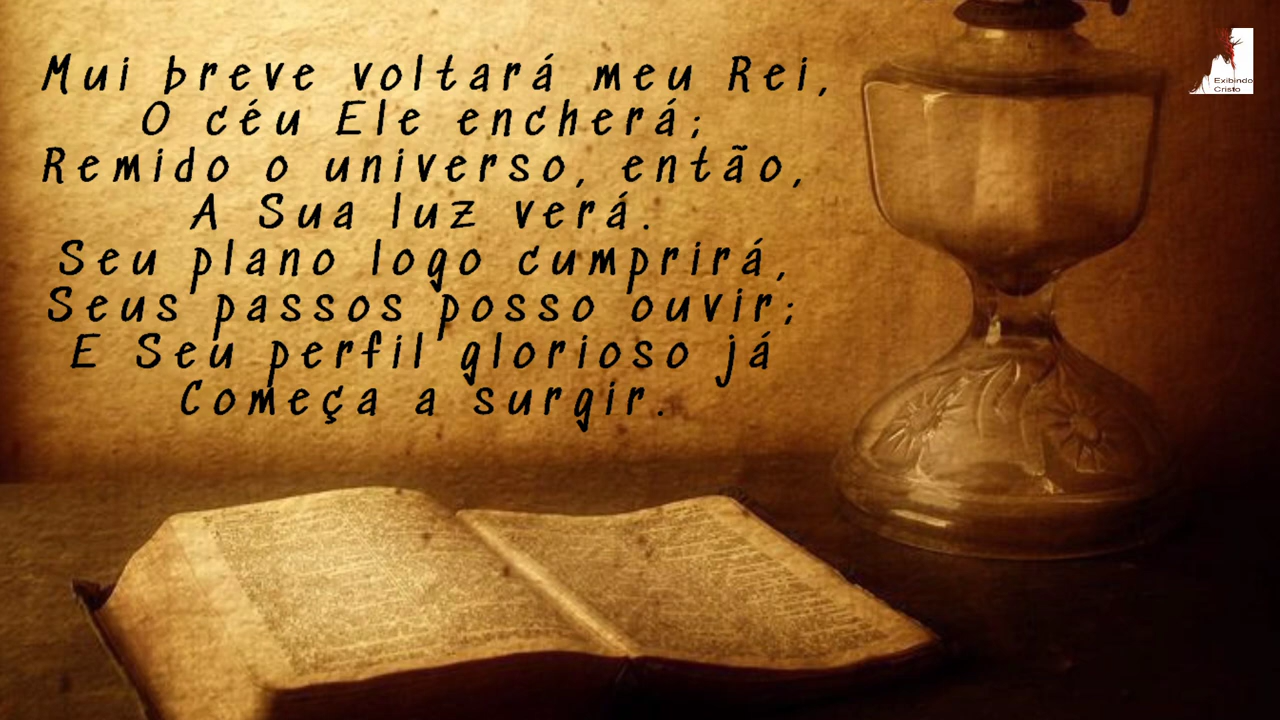 Mui breve voltará meu Rei,
O céu Ele encherá;
Remido o universo, então,
A Sua luz verá.
Seu plano logo cumprirá,
Seus passos posso ouvir;
E Seu perfil glorioso já
Começa a surgir.
Exibindo
Cristo